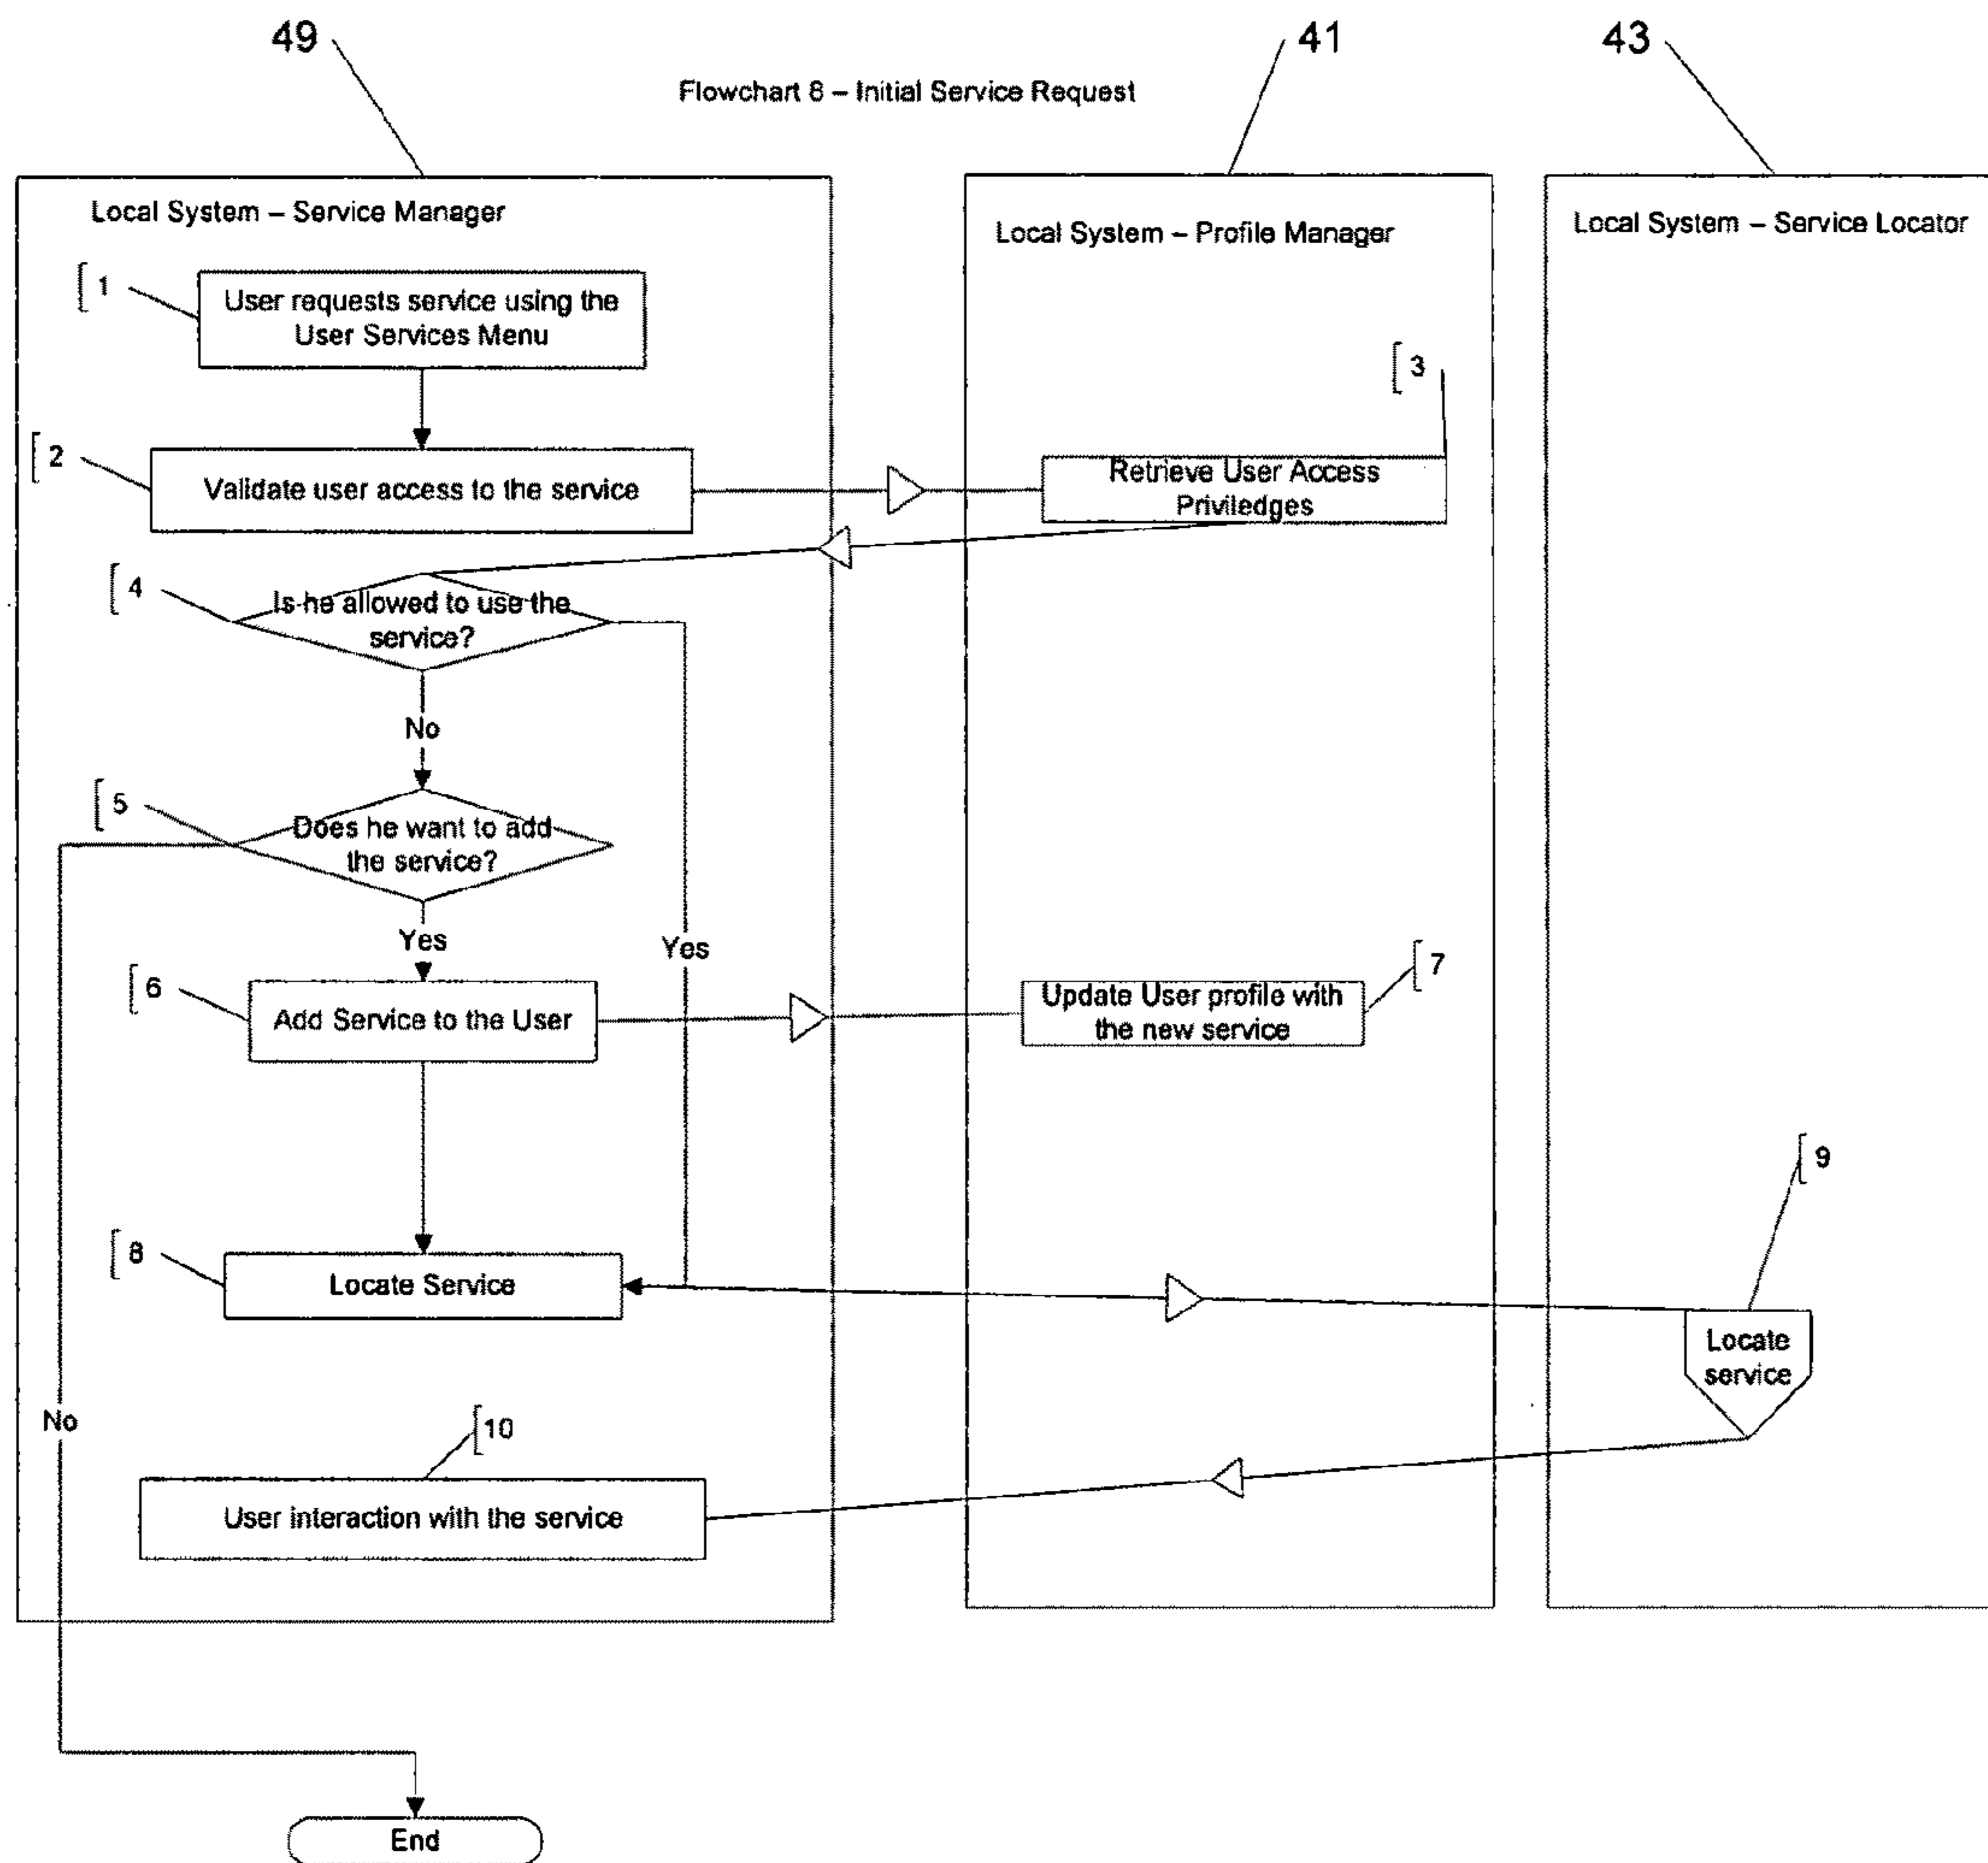 49
41
43
Flowchart 8 – Initial Service Request
Local System – Service Manager
Local System – Profile Manager
Local System – Service Locator
1
User requests service using the
User Services Menu
2
Validate user access to the service
3
Retrieve User Access
Priviledges
4
Is he allowed to use the
service?
No
5
Does he want to add
the service?
Yes
Yes
6
Add Service to the User
7
Update User profile with
the new service
8
Locate Service
9
Locate
service
No
10
User interaction with the service
End